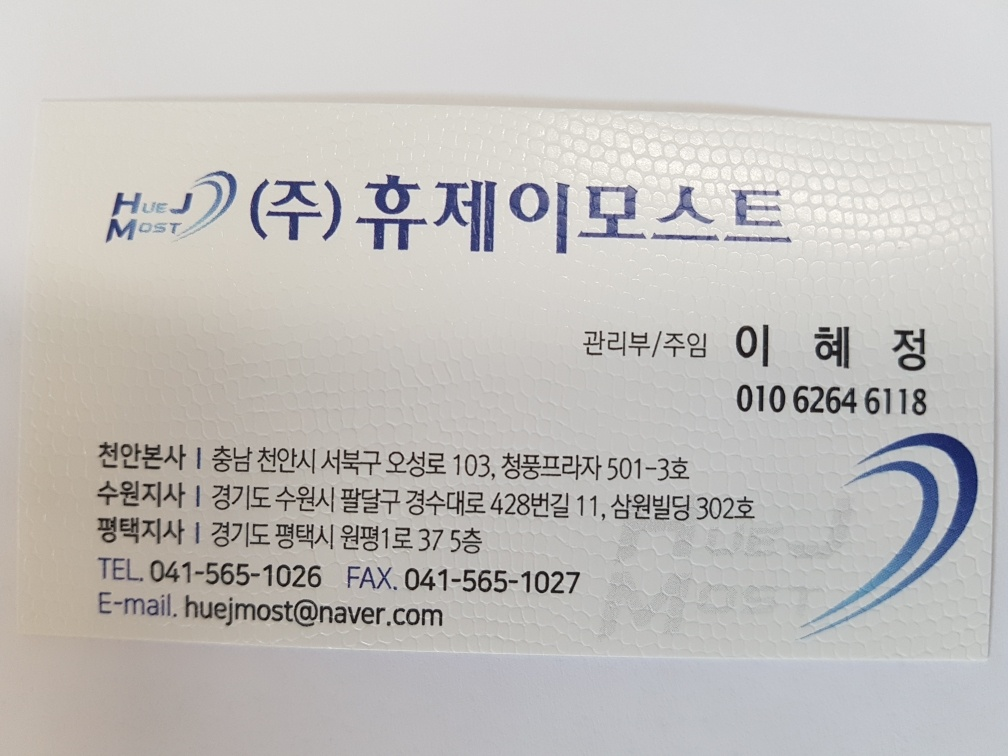 HUE J
MOST
(주) 휴제이모스트
관리부/주임 이 혜 정
010 6264 6118
천안본사 | 충남 천안시 서북구 오성로 103, 청풍프라자 501-3호
수원지사 | 경기도 수원시 팔달구 경수대로 428번길 11, 삼원빌딩 302호
평택지사 | 경기도 평택시 원평1로 37 5층
TEL. 041-565-1026 FAX. 041-565-1027
E-mail. huejmost@naver.com
HUE J
MOST